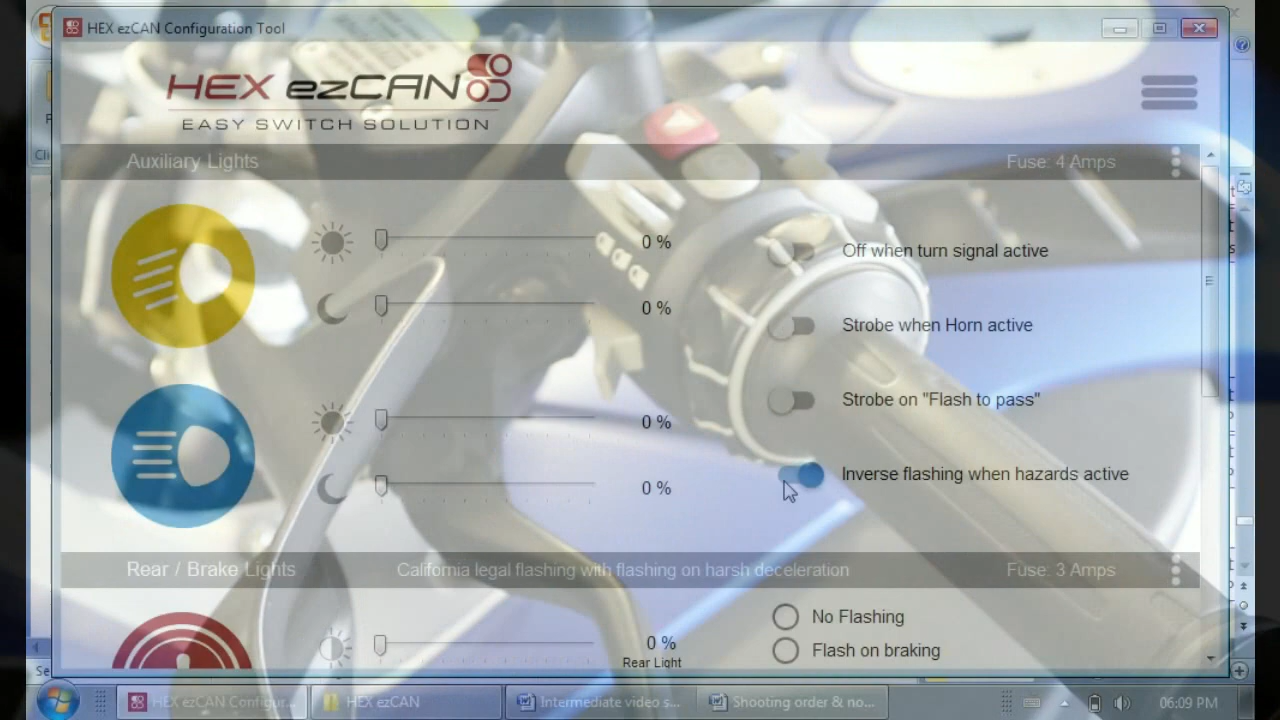 HEX ezCAN Configuration Tool
HEX ezCAN
EASY SWITCH SOLUTION
Auxiliary Lights
Fuse: 4 Amps
0 %
Off when turn signal active
0 %
Strobe when Horn active
Strobe on "Flash to pass"
0 %
Inverse flashing when hazards active
0 %
Rear / Brake Lights
California legal flashing with flashing on harsh deceleration
Fuse: 3 Amps
No Flashing
0 %
Rear Light
Flash on braking
HEX ezCAN Configur...
HEX ezCAN
Intermediate video s...
Shooting order & no...
06:09 PM